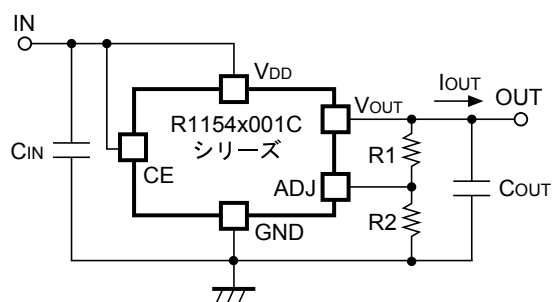 IN
VDD
IOUT
OUT
VOUT
R1154x001C
シリーズ
R1
CIN
CE
ADJ
COUT
R2
GND